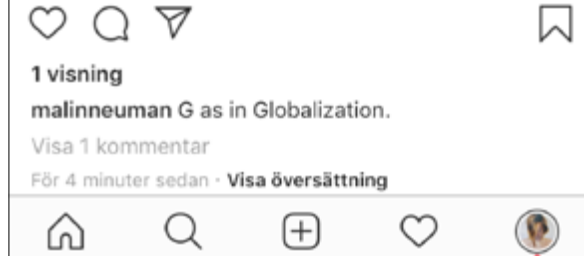 1 visning
malinneuman G as in Globalization.
Visa 1 kommentar
För 4 minuter sedan · Visa översättning